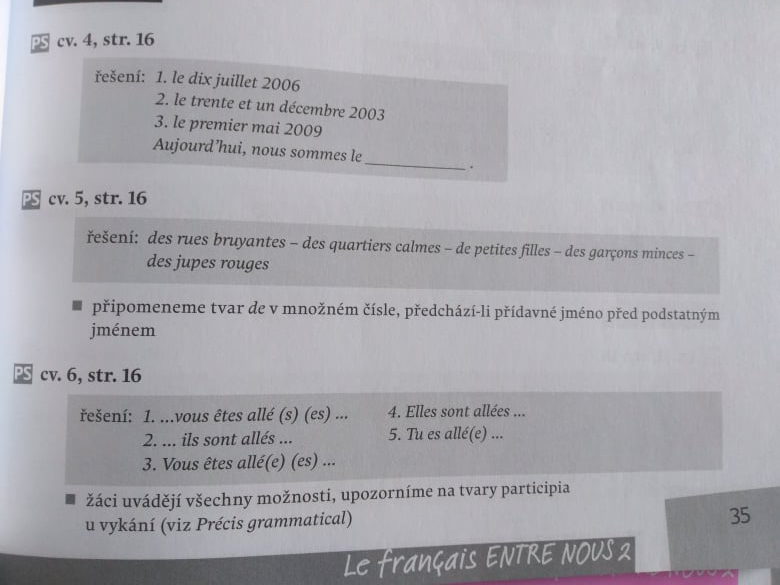 PS cv. 4, str. 16
řešení: 1. le dix juillet 2006
2. le trente et un décembre 2003
3. le premier mai 2009
Aujourd'hui, nous sommes le ____________ .
PS cv. 5, str. 16
řešení: des rues bruyantes – des quartiers calmes – de petites filles – des garçons minces –
des jupes rouges
■ připomeneme tvar de v množném čísle, předchází-li přídavné jméno před podstatným
jménem
PS cv. 6, str. 16
řešení: 1. ...vous êtes allé (s) (es) ... 4. Elles sont allées ...
2. ... ils sont allés ... 5. Tu es allé(e) ...
3. Vous êtes allé(e) (es) ...
■ žáci uvádějí všechny možnosti, upozorníme na tvary participia
u vykání (viz Précis grammatical)
35
Le français ENTRE NOUS 2